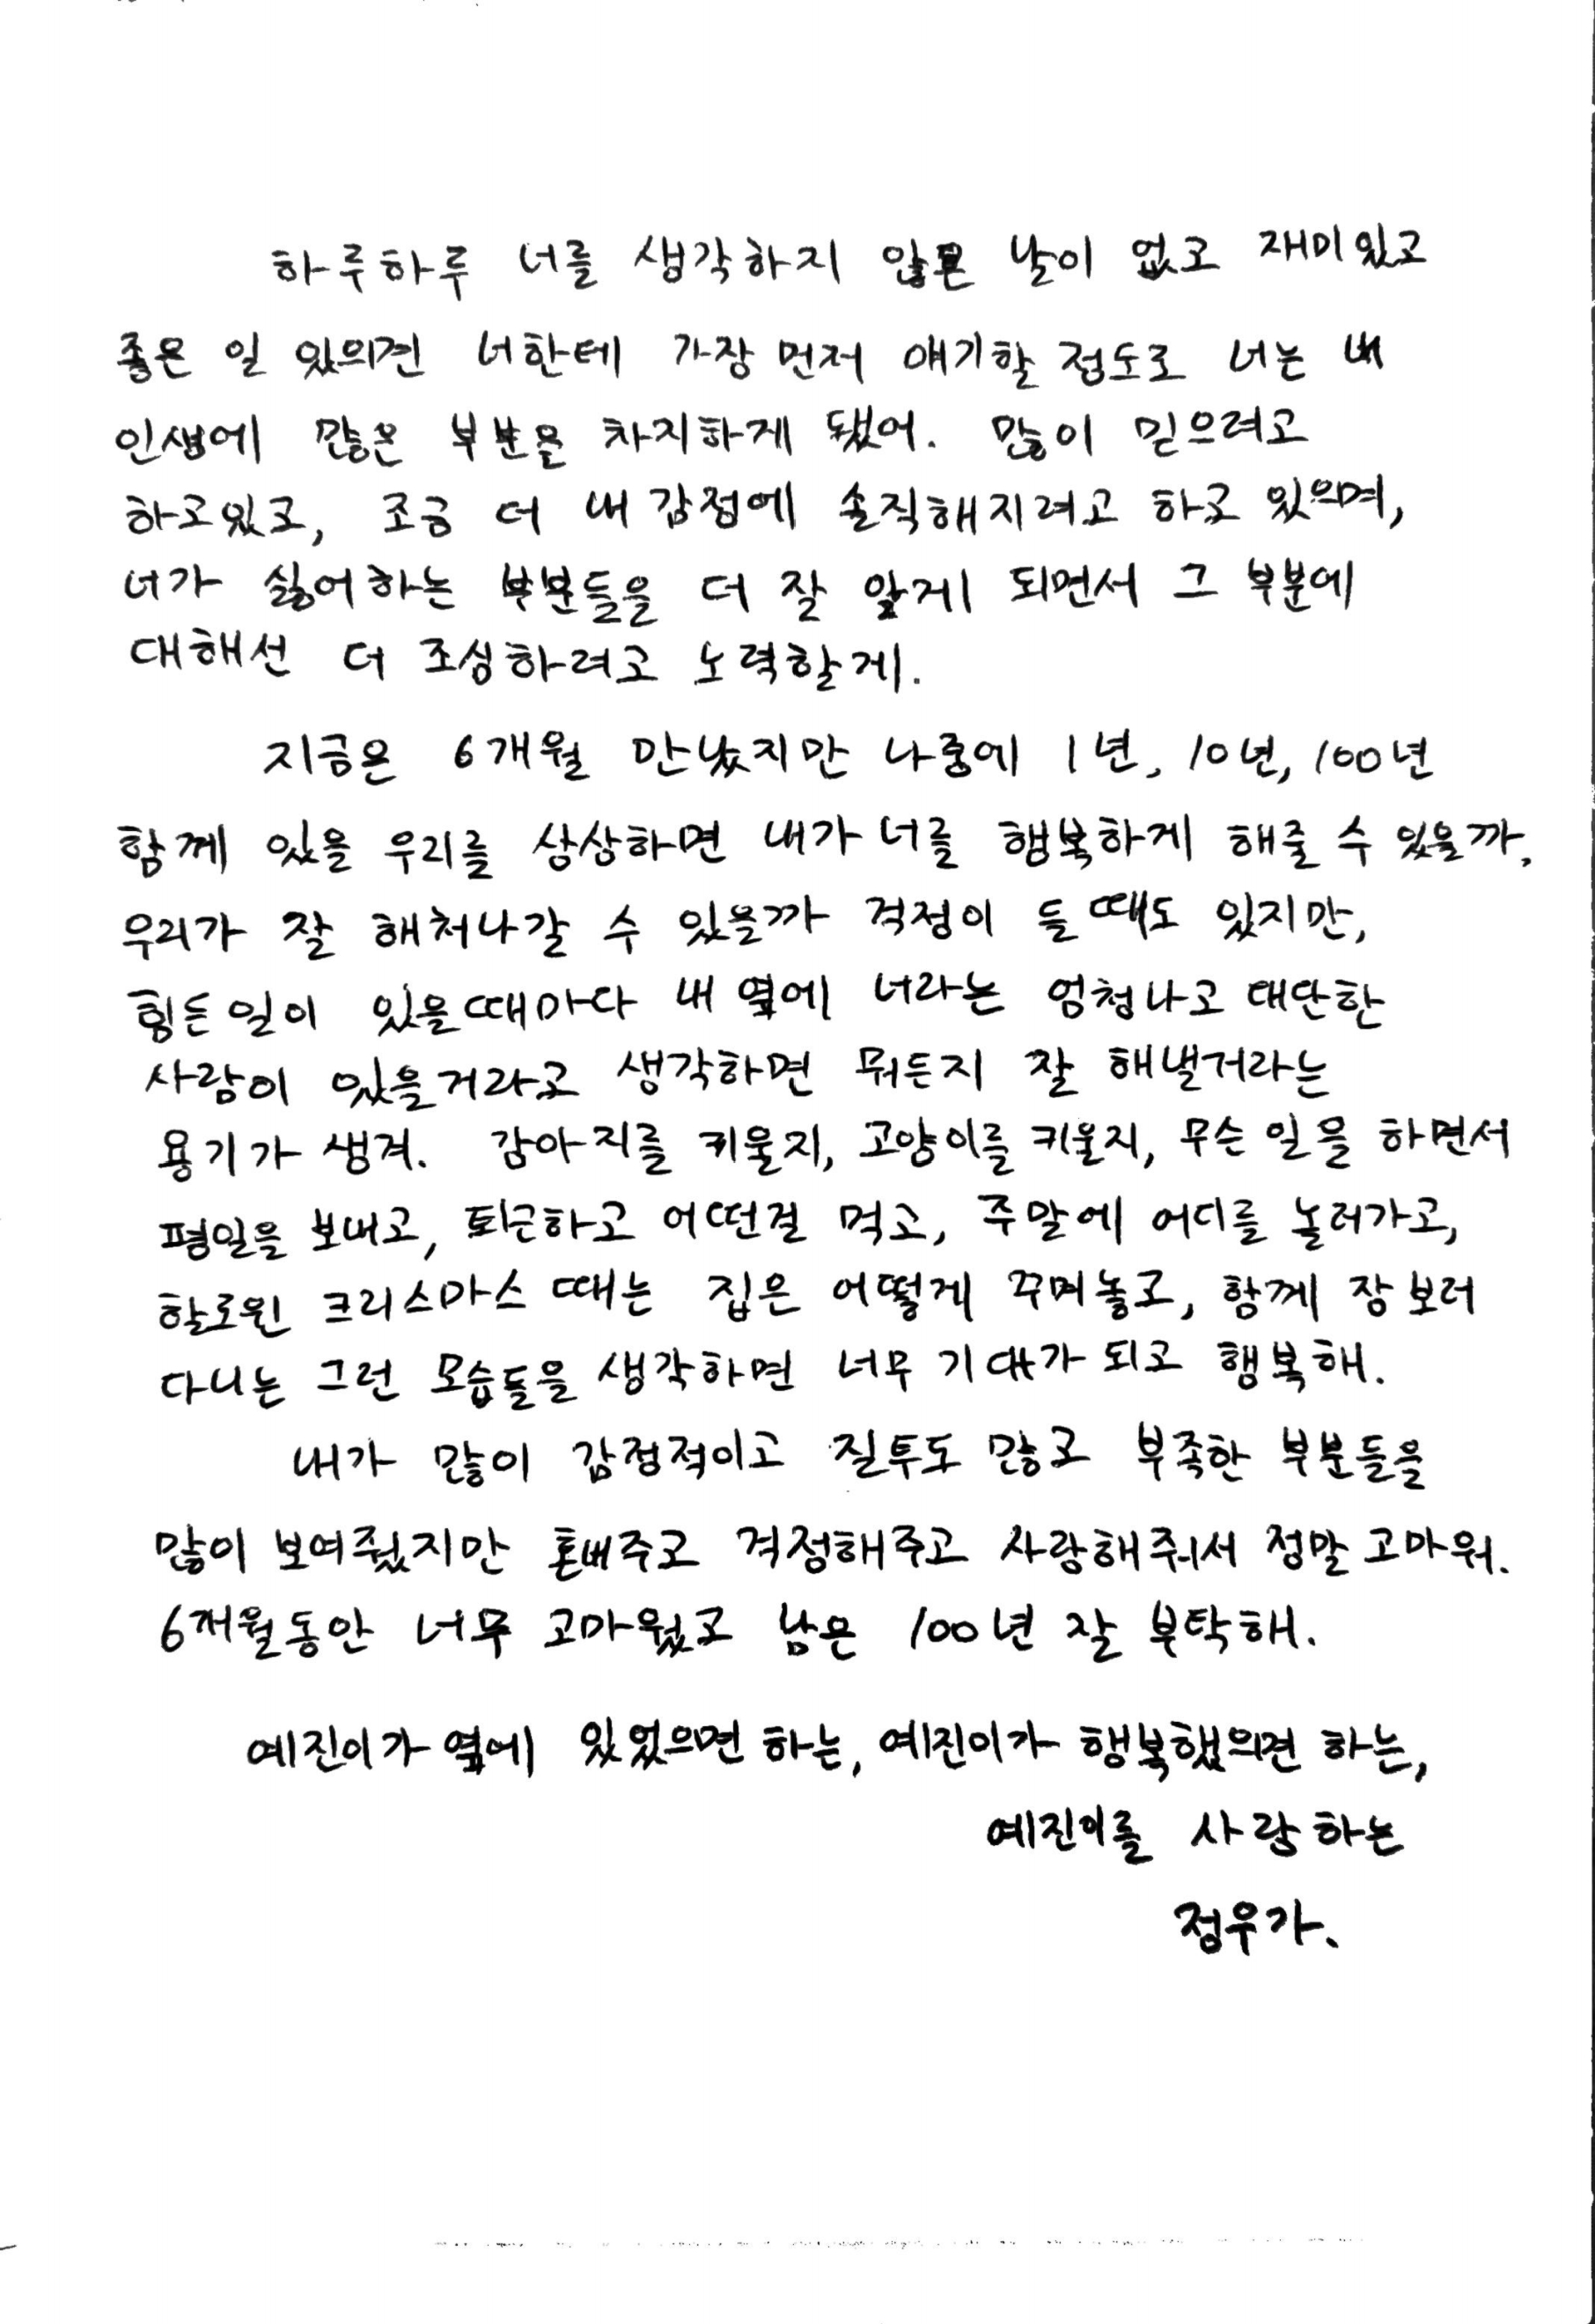 하루하루 너를 생각하지 않은 날이 없고 재미있고
좋은 일 있으면 너한테 가장 먼저 얘기할 정도로 너는 내
인생에 많은 부분을 차지하게 됐어. 많이 믿으려고
하고있고, 조금 더 내 감정에 솔직해지려고 하고 있으며,
너가 싫어하는 부분들을 더 잘 알게 되면서 그 부분에
대해선 더 조심하려고 노력할게.
지금은 6개월 만났지만 나중에 1년, 10년, 100년
함께 있을 우리를 상상하면 내가 너를 행복하게 해줄 수 있을까,
우리가 잘 해쳐나갈 수 있을까 걱정이 들 때도 있지만,
힘든일이 있을때마다 내 옆에 너라는 엄청나고 대단한
사람이 있을거라고 생각하면 뭐든지 잘 해낼거라는
용기가 생겨. 강아지를 키울지, 고양이를 키울지, 무슨 일을 하면서
평일을 보내고, 퇴근하고 어떤걸 먹고, 주말에 어디를 놀러가고,
할로윈 크리스마스 때는 집은 어떻게 꾸며놓고, 함께 장보러
다니는 그런 모습들을 생각하면 너무 기대가 되고 행복해.
내가 많이 감정적이고 질투도 많고 부족한 부분들을
많이 보여줬지만 혼내주고 걱정해주고 사랑해줘서 정말 고마워.
6개월동안 너무 고마웠고 남은 100년 잘 부탁해.
예진이가 옆에 있었으면 하는, 예진이가 행복했으면 하는,
예진이를 사랑하는
정우가.